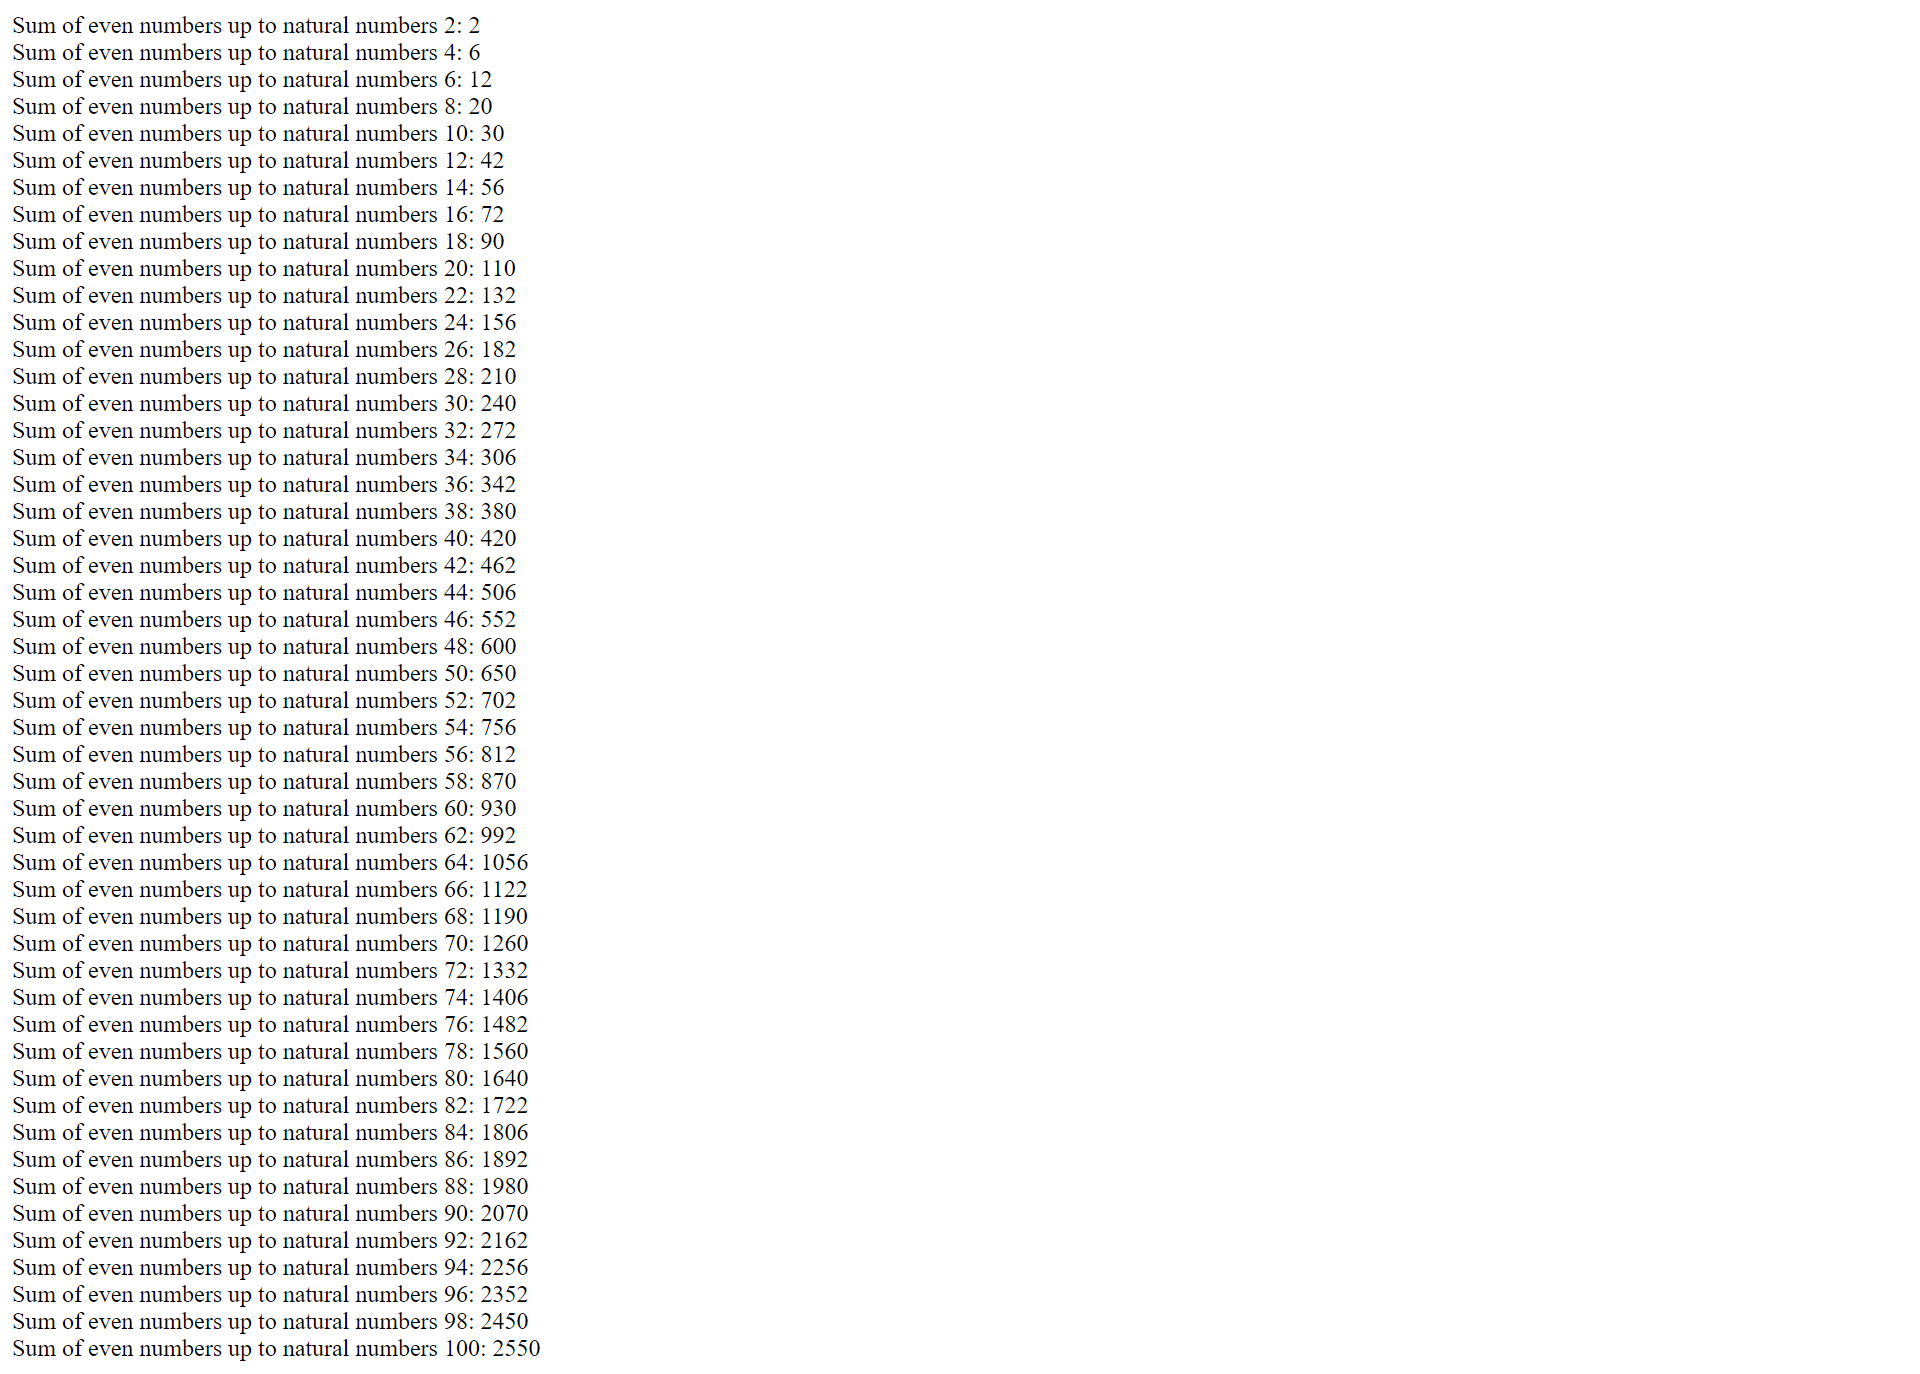 Sum of even numbers up to natural numbers 2: 2
Sum of even numbers up to natural numbers 4: 6
Sum of even numbers up to natural numbers 6: 12
Sum of even numbers up to natural numbers 8: 20
Sum of even numbers up to natural numbers 10: 30
Sum of even numbers up to natural numbers 12: 42
Sum of even numbers up to natural numbers 14: 56
Sum of even numbers up to natural numbers 16: 72
Sum of even numbers up to natural numbers 18: 90
Sum of even numbers up to natural numbers 20: 110
Sum of even numbers up to natural numbers 22: 132
Sum of even numbers up to natural numbers 24: 156
Sum of even numbers up to natural numbers 26: 182
Sum of even numbers up to natural numbers 28: 210
Sum of even numbers up to natural numbers 30: 240
Sum of even numbers up to natural numbers 32: 272
Sum of even numbers up to natural numbers 34: 306
Sum of even numbers up to natural numbers 36: 342
Sum of even numbers up to natural numbers 38: 380
Sum of even numbers up to natural numbers 40: 420
Sum of even numbers up to natural numbers 42: 462
Sum of even numbers up to natural numbers 44: 506
Sum of even numbers up to natural numbers 46: 552
Sum of even numbers up to natural numbers 48: 600
Sum of even numbers up to natural numbers 50: 650
Sum of even numbers up to natural numbers 52: 702
Sum of even numbers up to natural numbers 54: 756
Sum of even numbers up to natural numbers 56: 812
Sum of even numbers up to natural numbers 58: 870
Sum of even numbers up to natural numbers 60: 930
Sum of even numbers up to natural numbers 62: 992
Sum of even numbers up to natural numbers 64: 1056
Sum of even numbers up to natural numbers 66: 1122
Sum of even numbers up to natural numbers 68: 1190
Sum of even numbers up to natural numbers 70: 1260
Sum of even numbers up to natural numbers 72: 1332
Sum of even numbers up to natural numbers 74: 1406
Sum of even numbers up to natural numbers 76: 1482
Sum of even numbers up to natural numbers 78: 1560
Sum of even numbers up to natural numbers 80: 1640
Sum of even numbers up to natural numbers 82: 1722
Sum of even numbers up to natural numbers 84: 1806
Sum of even numbers up to natural numbers 86: 1892
Sum of even numbers up to natural numbers 88: 1980
Sum of even numbers up to natural numbers 90: 2070
Sum of even numbers up to natural numbers 92: 2162
Sum of even numbers up to natural numbers 94: 2256
Sum of even numbers up to natural numbers 96: 2352
Sum of even numbers up to natural numbers 98: 2450
Sum of even numbers up to natural numbers 100: 2550